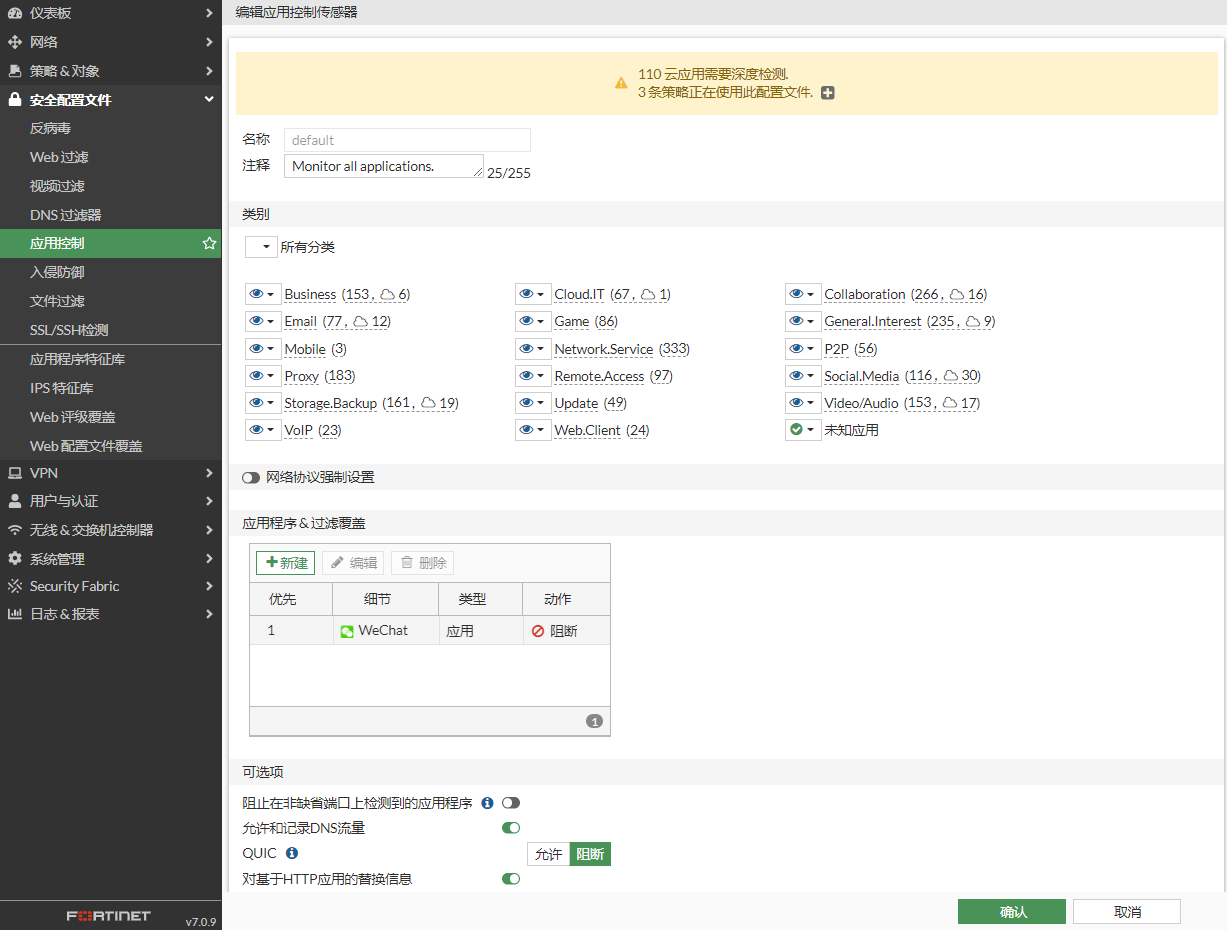 仪表板
网络
策略 & 对象
安全配置文件
反病毒
Web 过滤
视频过滤
DNS 过滤器
应用控制
入侵防御
文件过滤
SSL/SSH检测
应用程序特征库
IPS 特征库
Web 评级覆盖
Web 配置文件覆盖
VPN
用户与认证
无线 & 交换机控制器
系统管理
Security Fabric
日志 & 报表
FORTINET v7.0.9
编辑应用控制传感器
110 云应用需要深度检测.
3 条策略正在使用此配置文件.
名称 default
注释 Monitor all applications. 25/255
类别
所有分类
Business (153, 6) Cloud.IT (67, 1) Collaboration (266, 16)
Email (77, 12) Game (86) General.Interest (235, 9)
Mobile (3) Network.Service (333) P2P (56)
Proxy (183) Remote.Access (97) Social.Media (116, 30)
Storage.Backup (161, 19) Update (49) Video/Audio (153, 17)
VoIP (23) Web.Client (24) 未知应用
网络协议强制设置
应用程序 & 过滤覆盖
新建 编辑 删除
优先 细节 类型 动作
1 WeChat 应用 阻断
1
可选项
阻止在非缺省端口上检测到的应用程序
允许和记录DNS流量
QUIC 允许 阻断
对基于HTTP应用的替换信息
确认 取消